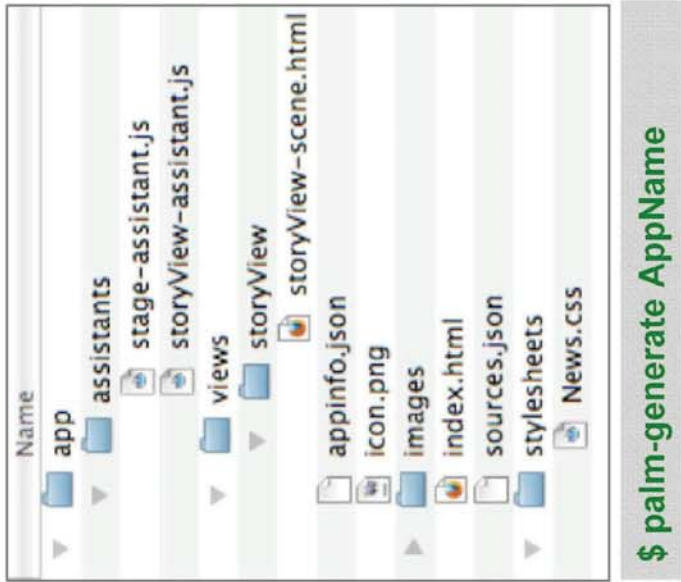 Name
app
assistants
stage-assistant.js
storyView-assistant.js
views
storyView
storyView-scene.html
appinfo.json
icon.png
images
index.html
sources.json
stylesheets
News.css
$ palm-generate AppName